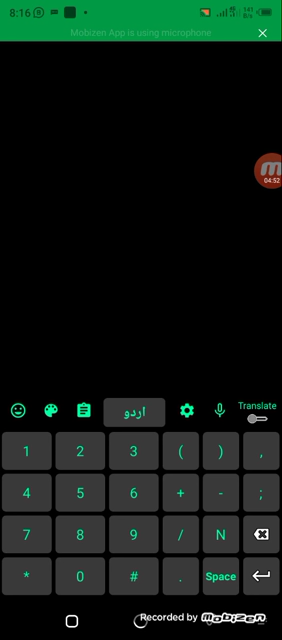 8:16
Mobizen App is using microphone
04:52
اردو
Translate
1 2 3 ( ) ,
4 5 6 + - ;
7 8 9 / N
* 0 # . Space
Recorded by mobizen